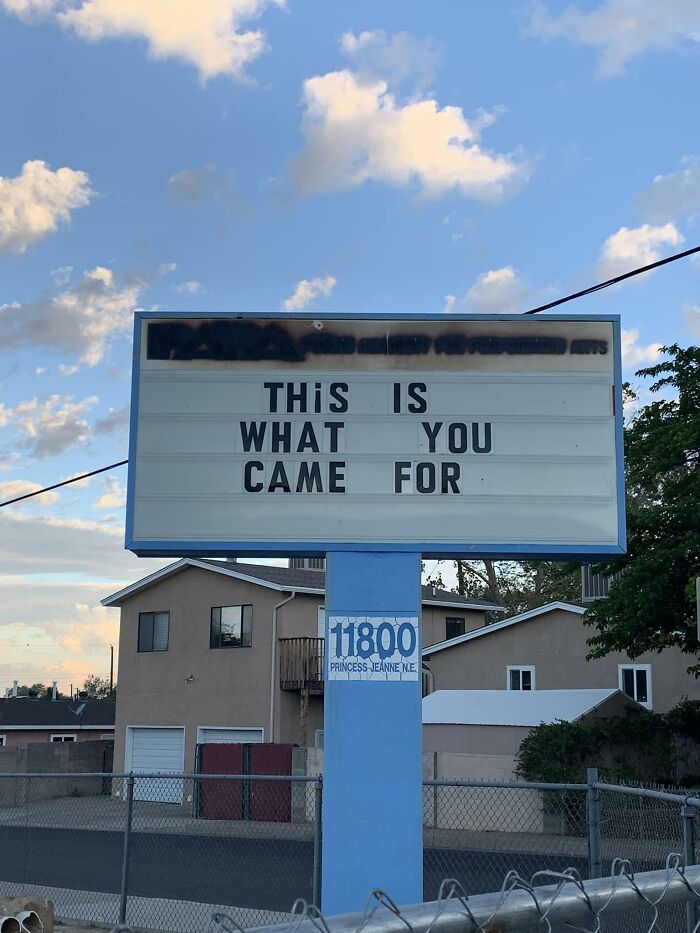 THiS IS
WHAT YOU
CAME FOR
11800
PRINCESS JEANNE N.E.